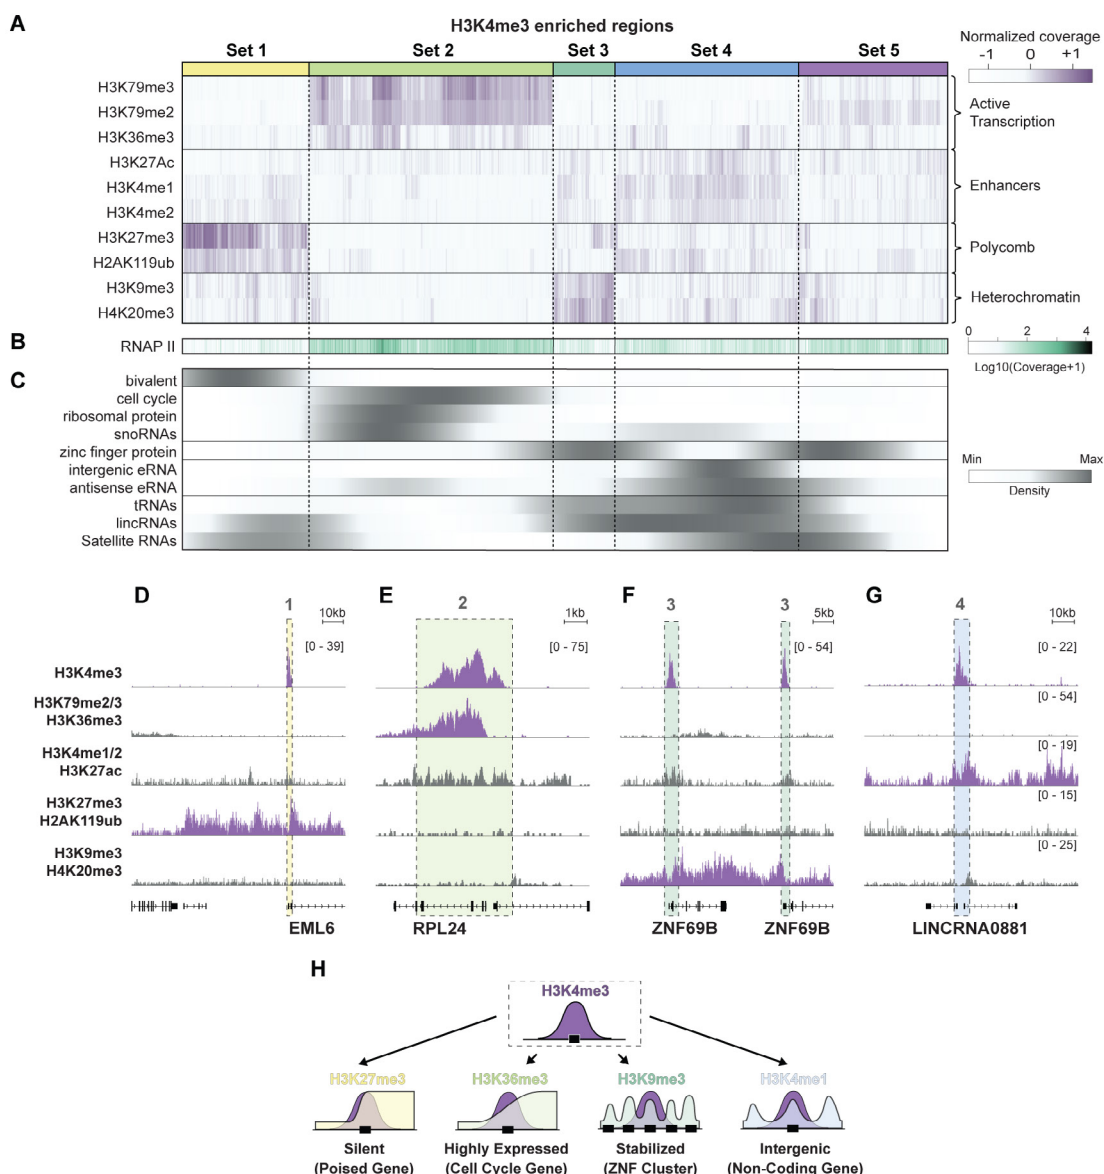 A
H3K4me3 enriched regions
Set 1 Set 2 Set 3 Set 4 Set 5
Normalized coverage
-1 0 +1
H3K79me3
H3K79me2
H3K36me3
Active
Transcription
H3K27Ac
H3K4me1
H3K4me2
Enhancers
H3K27me3
H2AK119ub
Polycomb
H3K9me3
H4K20me3
Heterochromatin
B
RNAP II
0 2 4
Log10(Coverage+1)
C
bivalent
cell cycle
ribosomal protein
snoRNAs
zinc finger protein
intergenic eRNA
antisense eRNA
tRNAs
lincRNAs
Satellite RNAs
Min Max
Density
D E F G
1 10kb 2 1kb 3 3 5kb 4 10kb
[0 - 39] [0 - 75] [0 - 54] [0 - 22]
H3K4me3
[0 - 54]
H3K79me2/3
H3K36me3
[0 - 19]
H3K4me1/2
H3K27ac
[0 - 15]
H3K27me3
H2AK119ub
[0 - 25]
H3K9me3
H4K20me3
EML6 RPL24 ZNF69B ZNF69B LINCRNA0881
H
H3K4me3
H3K27me3 H3K36me3 H3K9me3 H3K4me1
Silent Highly Expressed Stabilized Intergenic
(Poised Gene) (Cell Cycle Gene) (ZNF Cluster) (Non-Coding Gene)